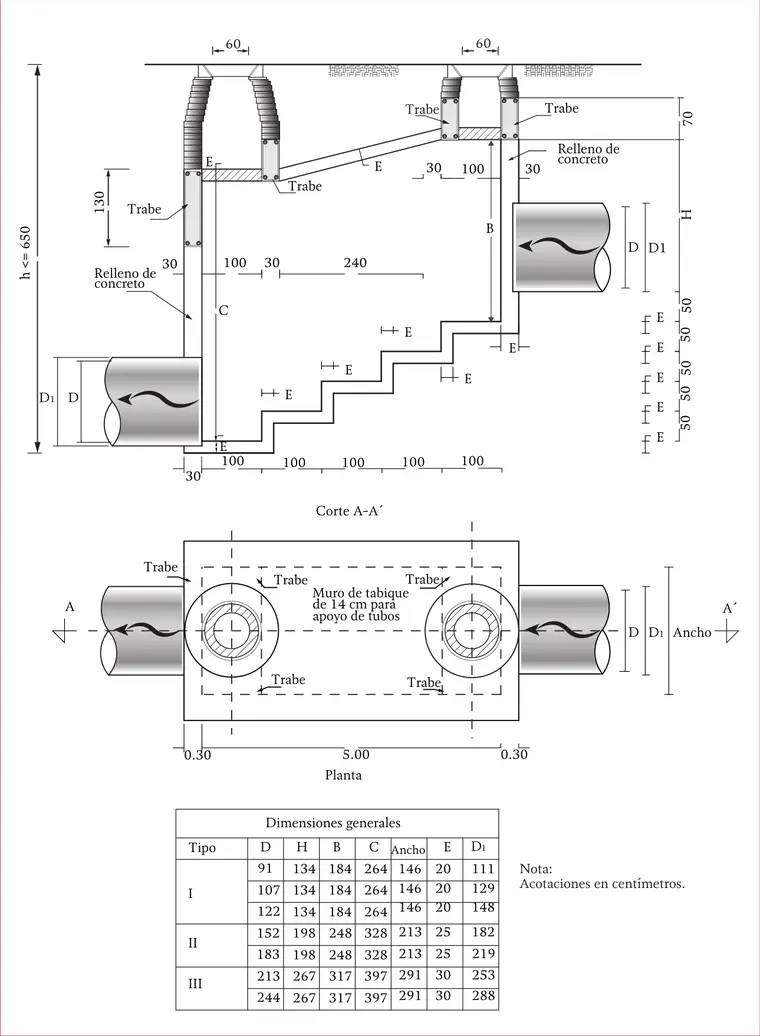 60
60
Trabe
Trabe
70
Relleno de
concreto
E
E
30
100
30
Trabe
130
Trabe
H
B
D
D1
h <= 650
30
100
30
240
Relleno de
concreto
C
50
E
50
E
E
E
50
E
E
E
50
E
E
50
D1
D
E
E
100
100
100
100
100
30
Corte A-A´
Trabe
Trabe
Muro de tabique
de 14 cm para
apoyo de tubos
Trabe
A
A´
D
D1
Ancho
Trabe
Trabe
0.30
5.00
0.30
Planta
Dimensiones generales
Tipo D H B C Ancho E D1
91 134 184 264 146 20 111
I 107 134 184 264 146 20 129
122 134 184 264 146 20 148
II 152 198 248 328 213 25 182
183 198 248 328 213 25 219
III 213 267 317 397 291 30 253
244 267 317 397 291 30 288
Nota:
Acotaciones en centímetros.